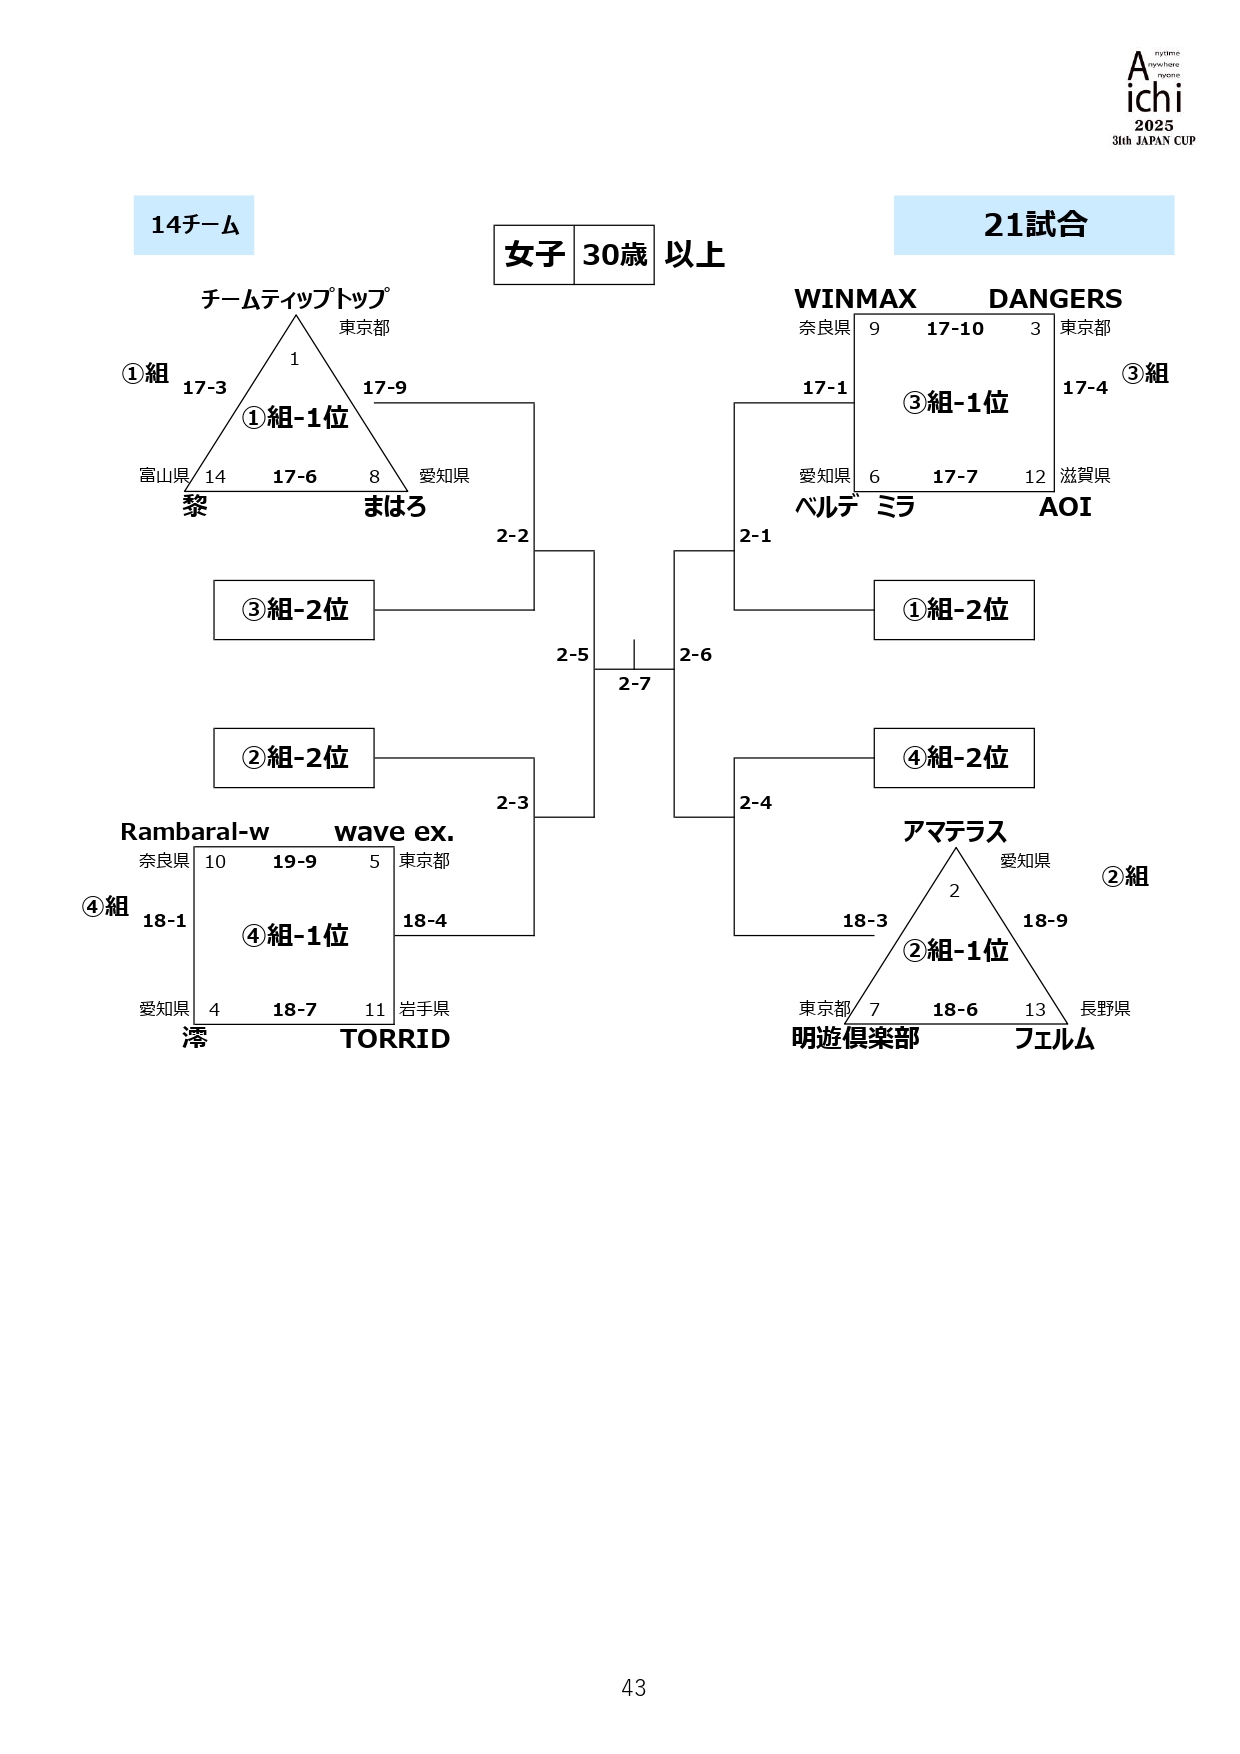 Anytime
Anywhere
Anyone
Aichi
2025
31th JAPAN CUP
14チーム
21試合
女子 30歳 以上
チームティップトップ
東京都
1
①組
17-3
17-9
①組-1位
富山県 14 17-6 8 愛知県
黎 まはろ
WINMAX DANGERS
奈良県 9 17-10 3 東京都
③組
17-1 17-4
③組-1位
愛知県 6 17-7 12 滋賀県
ベルデ ミラ AOI
2-2 2-1
③組-2位 ①組-2位
2-5 2-6
2-7
②組-2位 ④組-2位
2-3 2-4
Rambaral-w wave ex.
奈良県 10 19-9 5 東京都
④組
18-1 18-4
④組-1位
愛知県 4 18-7 11 岩手県
澪 TORRID
アマテラス
愛知県
②組
2
18-3 18-9
②組-1位
東京都 7 18-6 13 長野県
明遊倶楽部 フェルム
43